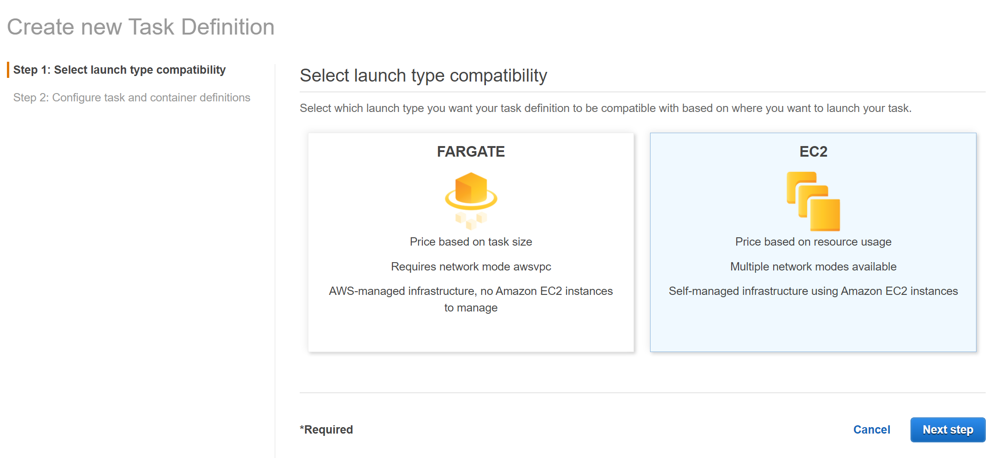 Create new Task Definition
Step 1: Select launch type compatibility
Step 2: Configure task and container definitions
Select launch type compatibility
Select which launch type you want your task definition to be compatible with based on where you want to launch your task.
FARGATE
Price based on task size
Requires network mode awsvpc
AWS-managed infrastructure, no Amazon EC2 instances
to manage
EC2
Price based on resource usage
Multiple network modes available
Self-managed infrastructure using Amazon EC2 instances
*Required
Cancel
Next step